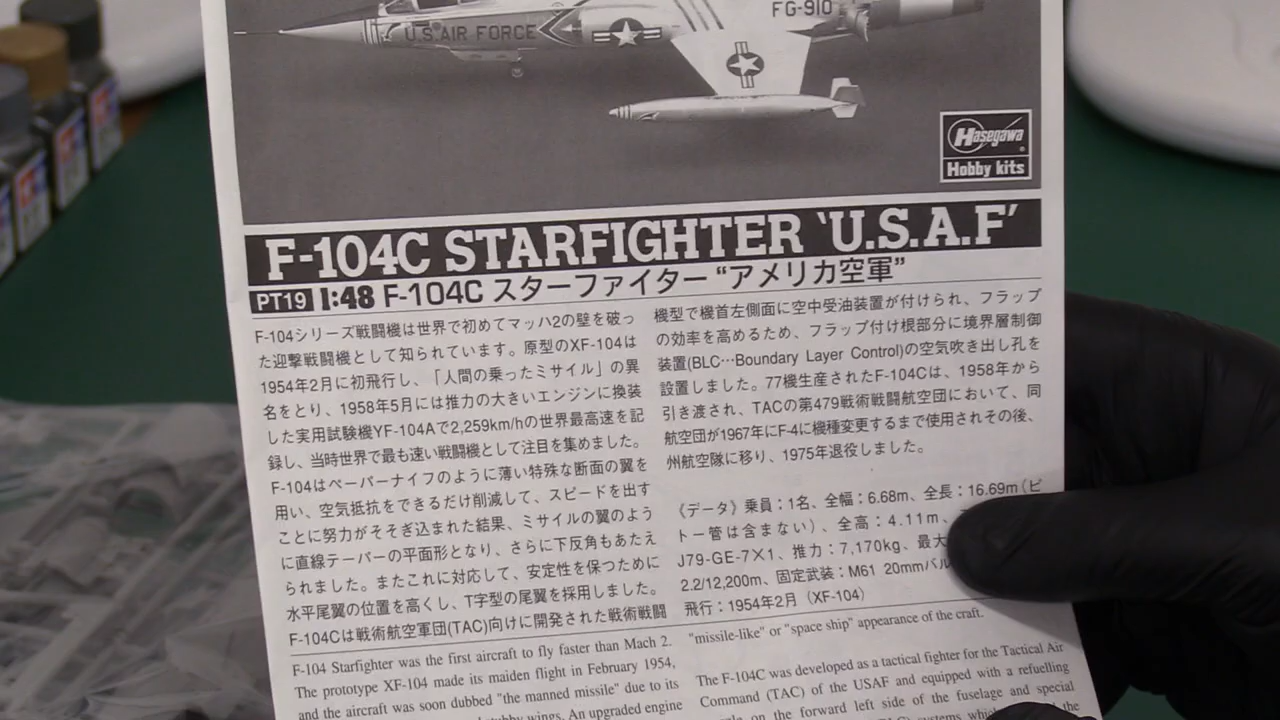 FG-910
U.S. AIR FORCE
Hasegawa
Hobby kits
F-104C STARFIGHTER 'U.S.A.F'
PT19 1:48 F-104C スターファイター “アメリカ空軍”
F-104シリーズ戦闘機は世界で初めてマッハ2の壁を破っ
た迎撃戦闘機として知られています。原型のXF-104は
1954年2月に初飛行し、「人間の乗ったミサイル」の異
名をとり、1958年5月には推力の大きいエンジンに換装
した実用試験機YF-104Aで2,259km/hの世界最高速を記
録し、当時世界で最も速い戦闘機として注目を集めました。
F-104はペーパーナイフのように薄い特殊な断面の翼を
用い、空気抵抗をできるだけ削減して、スピードを出す
ことに努力がそそぎ込まれた結果、ミサイルの翼のよう
に直線テーパーの平面形となり、さらに下反角もあたえ
られました。またこれに対応して、安定性を保つために
水平尾翼の位置を高くし、T字型の尾翼を採用しました。
F-104Cは戦術航空軍団(TAC)向けに開発された戦術戦闘
機型で機首左側面に空中受油装置が付けられ、フラップ
の効率を高めるため、フラップ付け根部分に境界層制御
装置(BLC…Boundary Layer Control)の空気吹き出し孔を
設置しました。77機生産されたF-104Cは、1958年から
引き渡され、TACの第479戦術戦闘航空団において、同
航空団が1967年にF-4に機種変更するまで使用されその後、
州航空隊に移り、1975年退役しました。
《データ》乗員：1名、全幅：6.68m、全長：16.69m（ピ
トー管は含まない）、全高：4.11m、
J79-GE-7×1、推力：7,170kg、最大
2.2/12,200m、固定武装：M61 20mmバル
飛行：1954年2月（XF-104）
F-104 Starfighter was the first aircraft to fly faster than Mach 2.
The prototype XF-104 made its maiden flight in February 1954,
and the aircraft was soon dubbed "the manned missile" due to its
stubby wings. An upgraded engine
"missile-like" or "space ship" appearance of the craft.
The F-104C was developed as a tactical fighter for the Tactical Air
Command (TAC) of the USAF and equipped with a refuelling
on the forward left side of the fuselage and special
systems which the